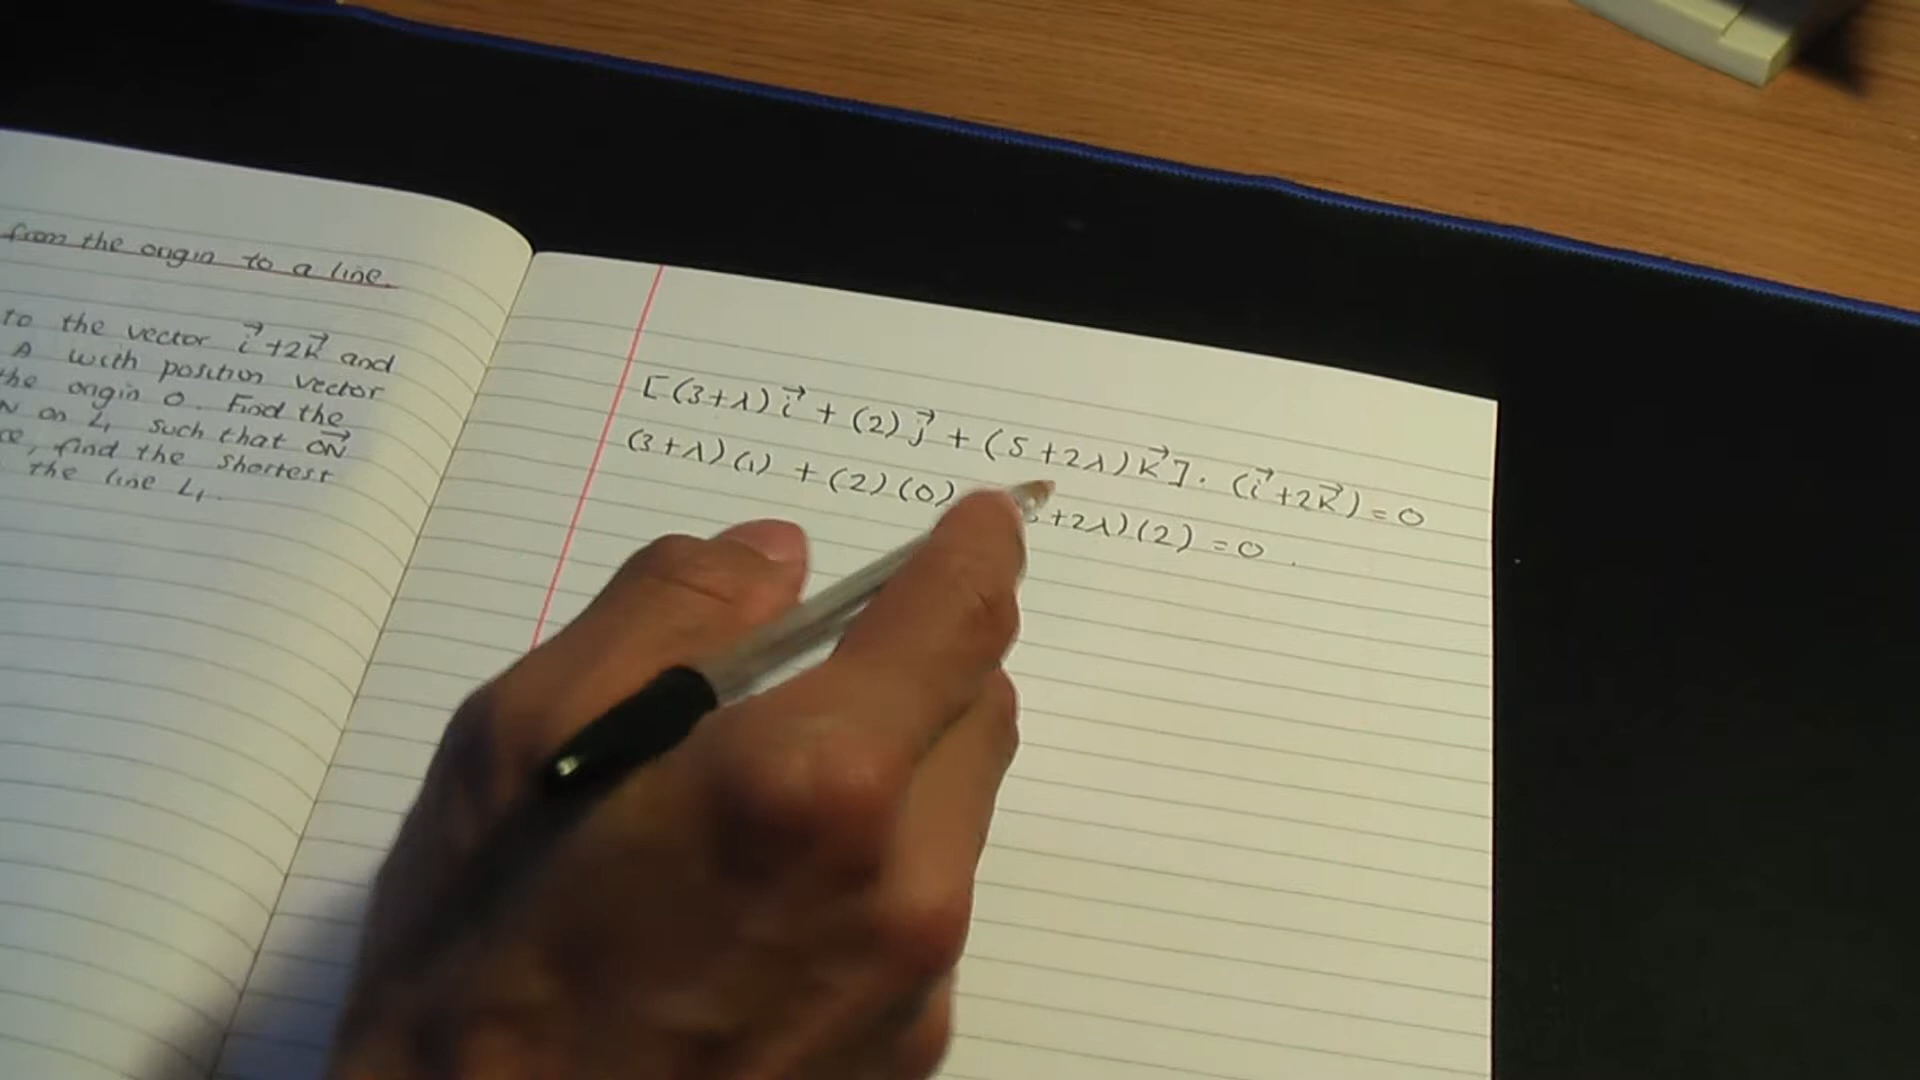 from the origin to a line.
to the vector i⃗+2k⃗ and
A with position vector
the origin O. Find the
N on L₁ such that O⃗N⃗
, find the shortest
the line L₁.
[(3+λ)i⃗ + (2)j⃗ + (5+2λ)k⃗]. (i⃗+2k⃗) = 0
(3+λ)(1) + (2)(0) +2λ)(2) = 0.